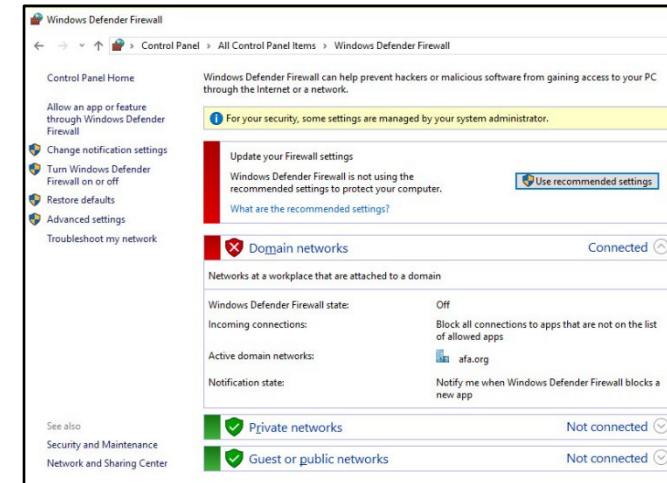 Windows Defender Firewall
Control Panel > All Control Panel Items > Windows Defender Firewall
Control Panel Home
Allow an app or feature
through Windows Defender
Firewall
Change notification settings
Turn Windows Defender
Firewall on or off
Restore defaults
Advanced settings
Troubleshoot my network
See also
Security and Maintenance
Network and Sharing Center
Windows Defender Firewall can help prevent hackers or malicious software from gaining access to your PC
through the Internet or a network.
For your security, some settings are managed by your system administrator.
Update your Firewall settings
Windows Defender Firewall is not using the
recommended settings to protect your computer.
What are the recommended settings?
Use recommended settings
Domain networks Connected
Networks at a workplace that are attached to a domain
Windows Defender Firewall state: Off
Incoming connections: Block all connections to apps that are not on the list
of allowed apps
Active domain networks: afa.org
Notification state: Notify me when Windows Defender Firewall blocks a
new app
Private networks Not connected
Guest or public networks Not connected